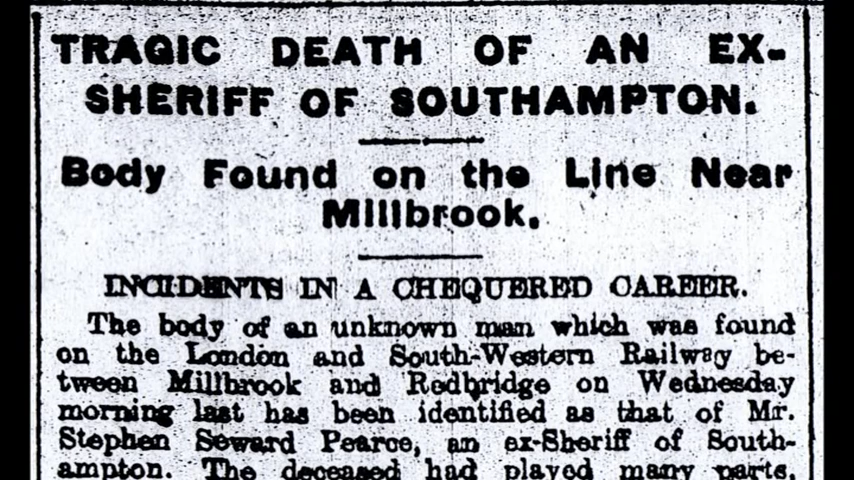 TRAGIC DEATH OF AN EX-
SHERIFF OF SOUTHAMPTON.
Body Found on the Line Near
Millbrook.
INCIDENTS IN A CHEQUERED CAREER.
The body of an unknown man which was found
on the London and South-Western Railway be-
tween Millbrook and Redbridge on Wednesday
morning last has been identified as that of Mr.
Stephen Seward Pearce, an ex-Sheriff of South-
ampton. The deceased had played many parts,